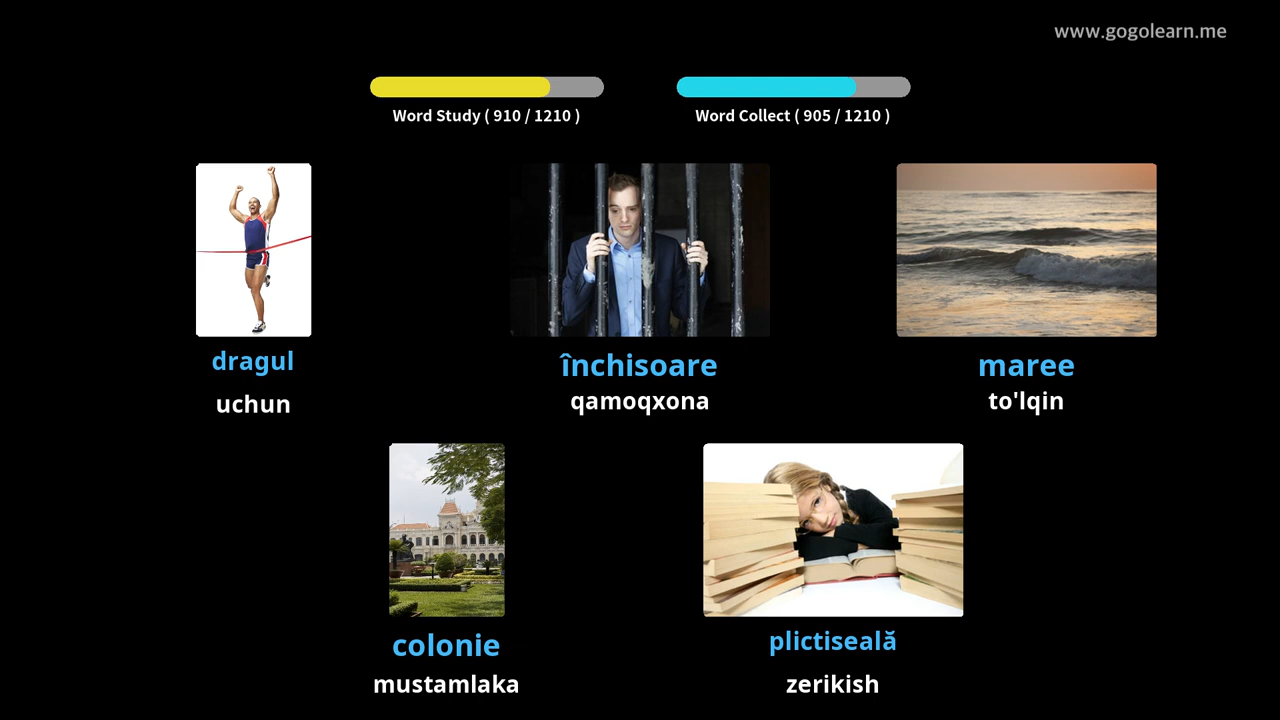 www.gogolearn.me
Word Study ( 910 / 1210 )
Word Collect ( 905 / 1210 )
dragul
uchun
închisoare
qamoqxona
maree
to'lqin
colonie
mustamlaka
plictiseală
zerikish